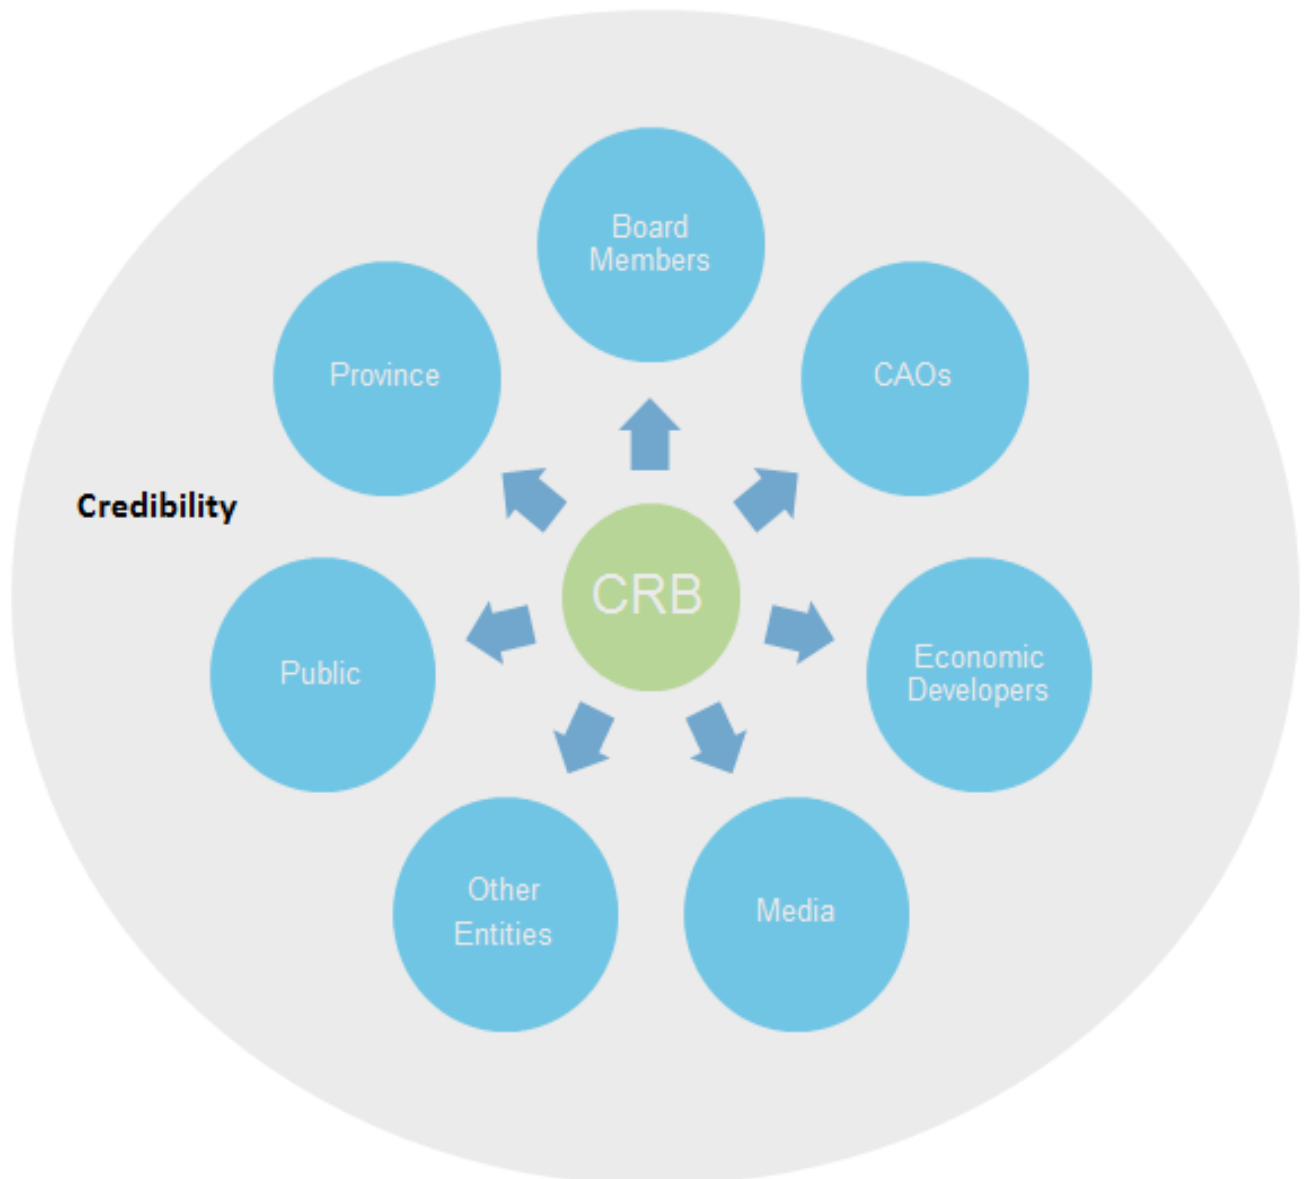 Board
Members
Province
CAOs
Credibility
CRB
Public
Economic
Developers
Other
Entities
Media